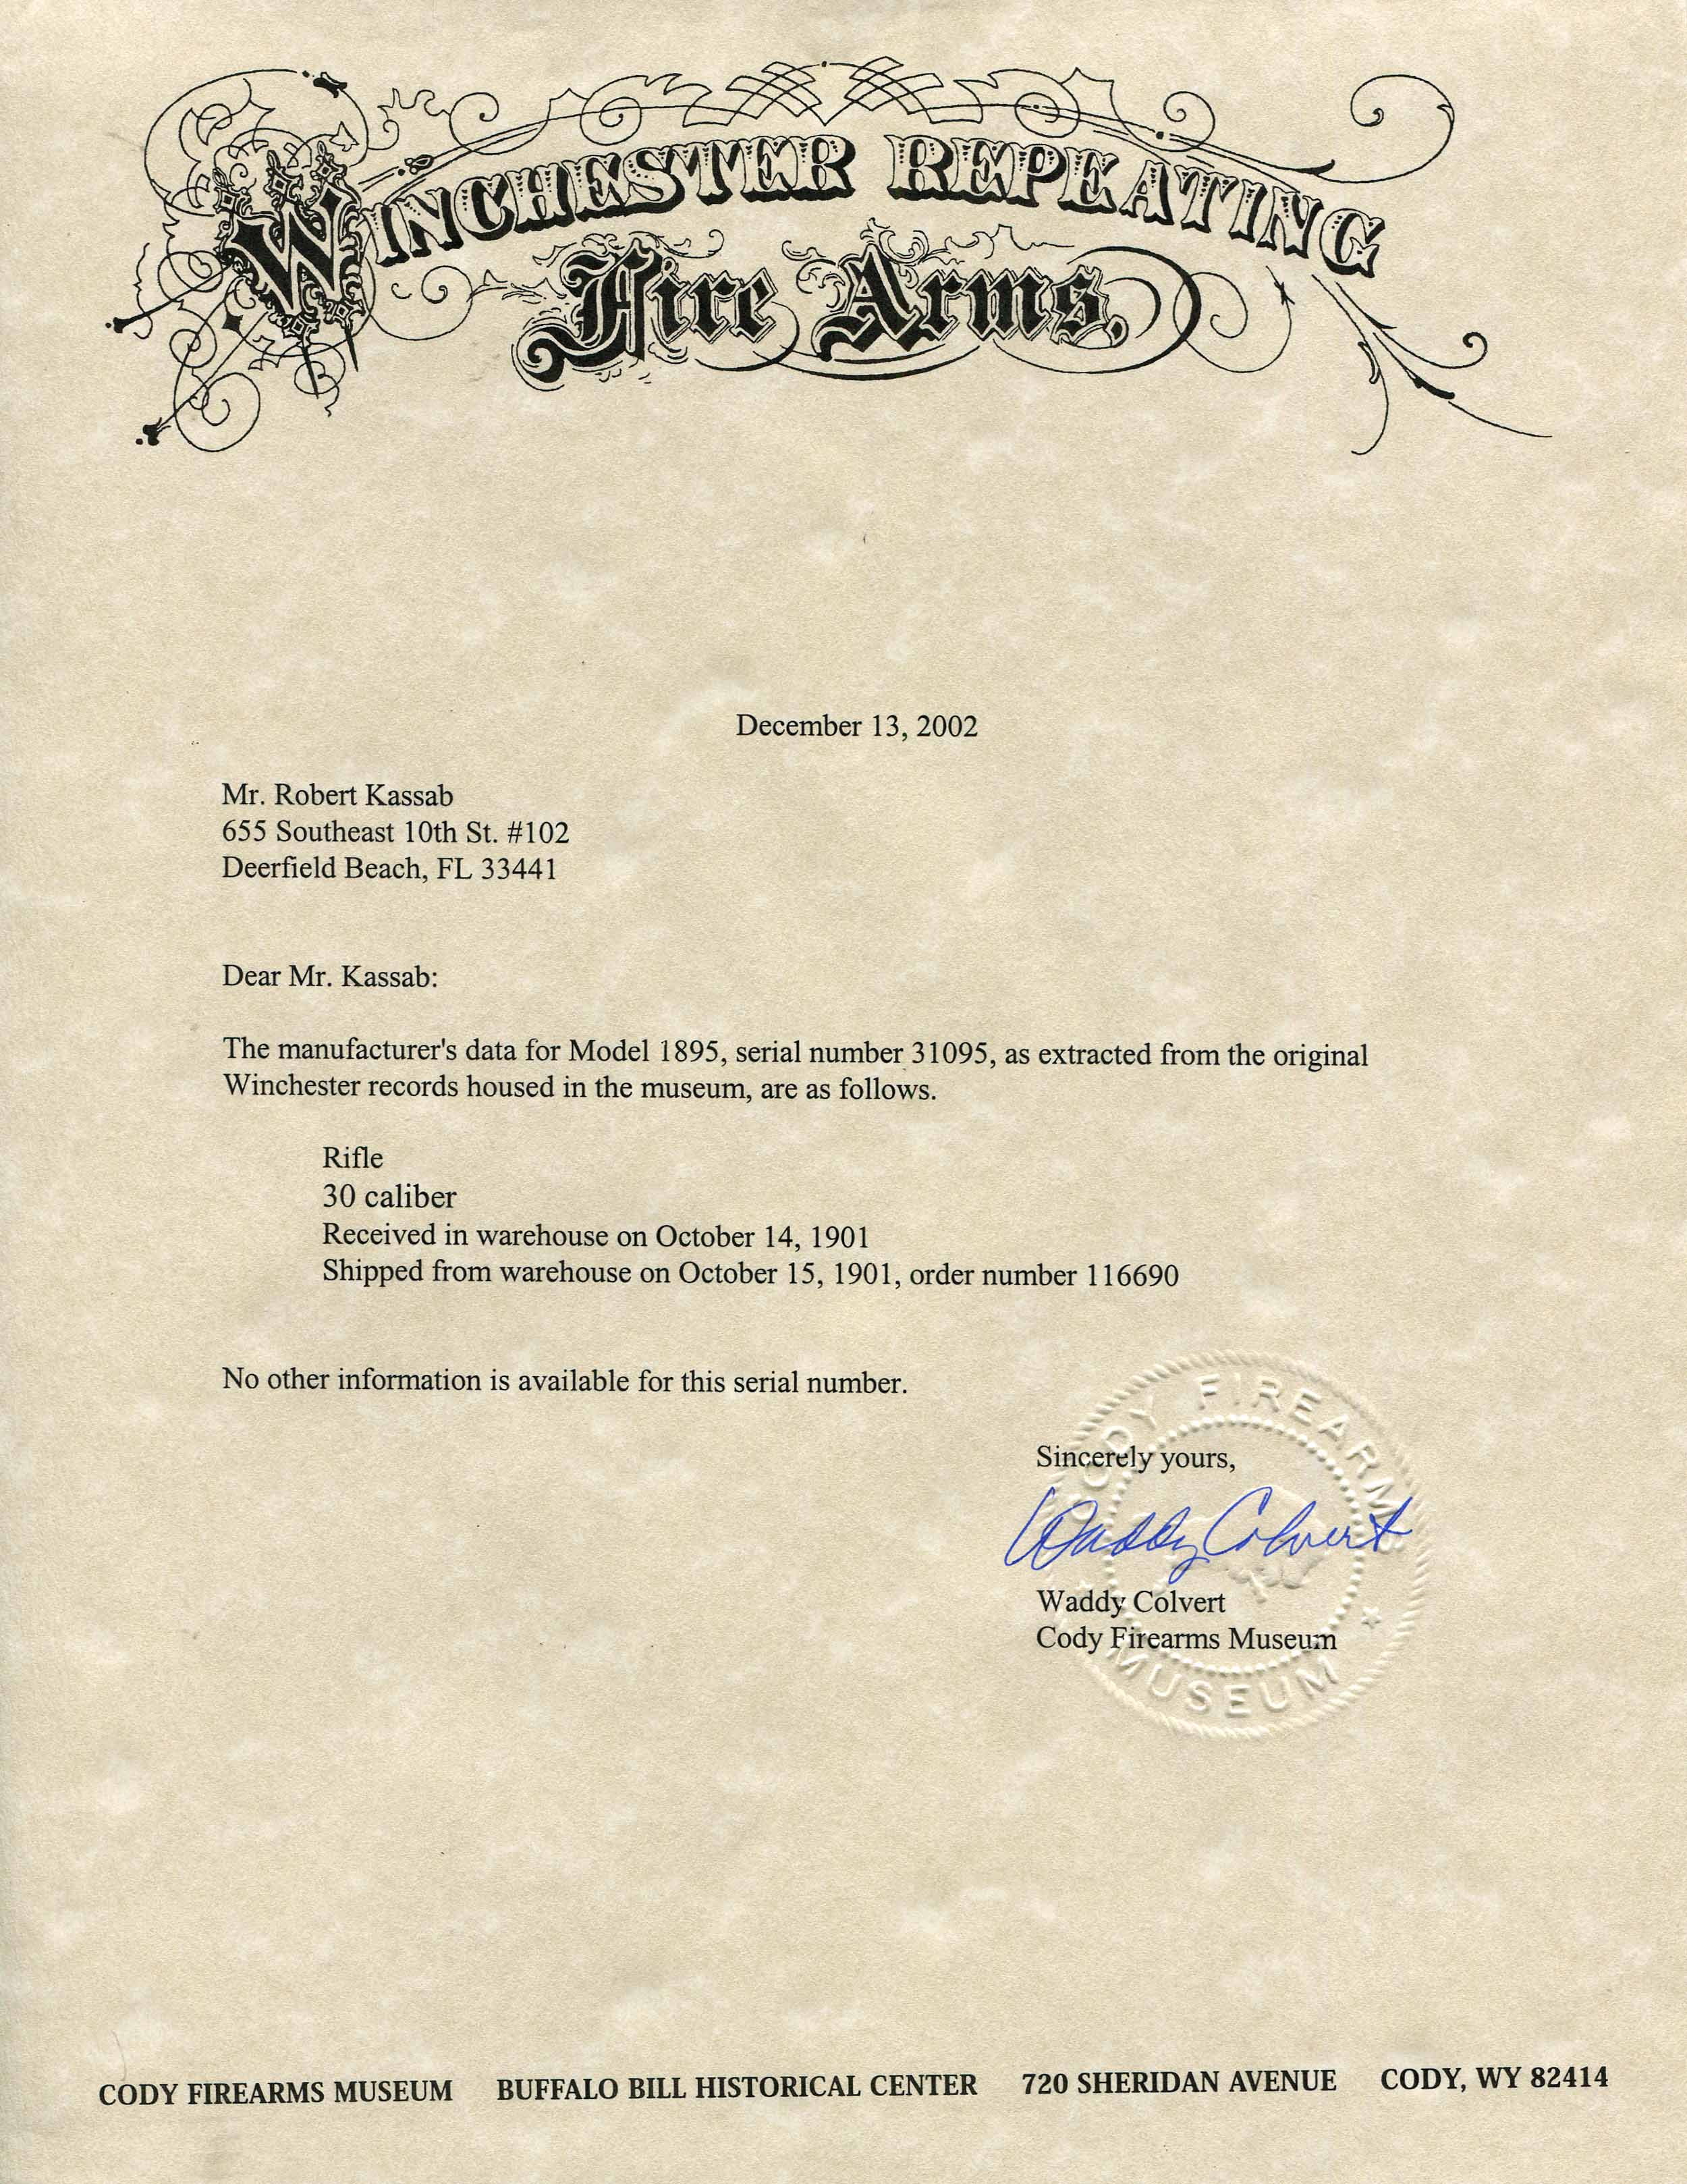 WINCHESTER REPEATING
Fire Arms,
December 13, 2002
Mr. Robert Kassab
655 Southeast 10th St. #102
Deerfield Beach, FL 33441
Dear Mr. Kassab:
The manufacturer's data for Model 1895, serial number 31095, as extracted from the original
Winchester records housed in the museum, are as follows.
Rifle
30 caliber
Received in warehouse on October 14, 1901
Shipped from warehouse on October 15, 1901, order number 116690
No other information is available for this serial number.
CODY FIREARMS
Sincerely yours,
Waddy Colvert
Waddy Colvert
Cody Firearms Museum
MUSEUM
CODY FIREARMS MUSEUM BUFFALO BILL HISTORICAL CENTER 720 SHERIDAN AVENUE CODY, WY 82414